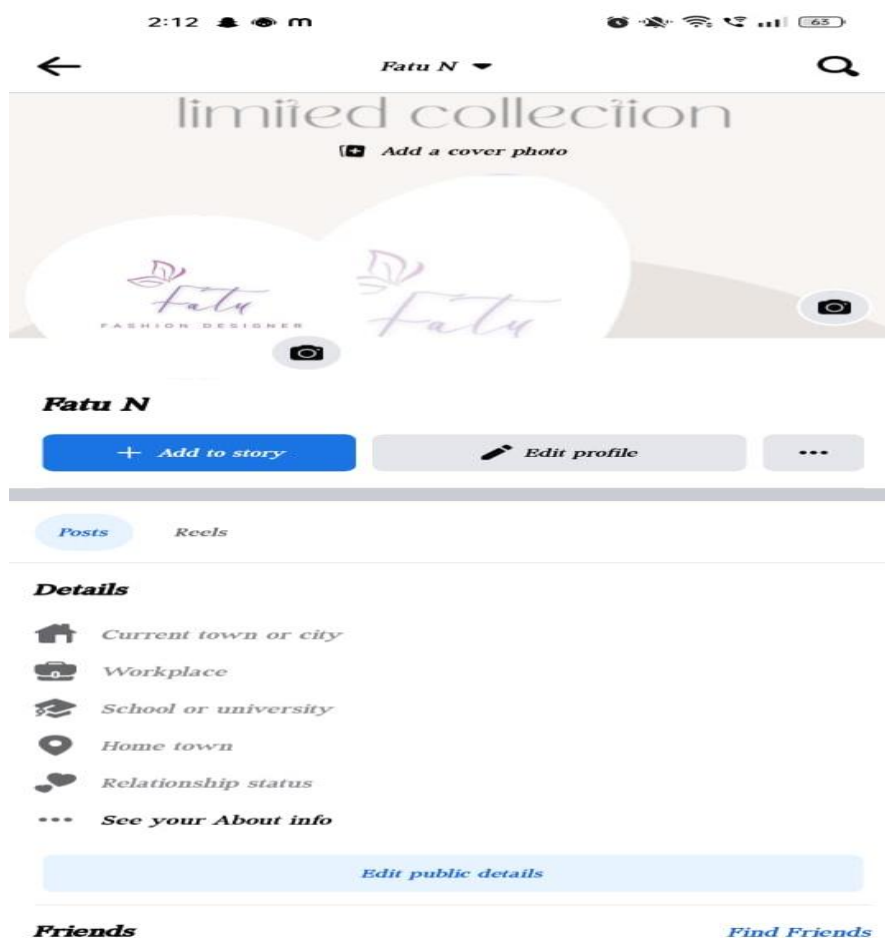 2:12
63
Fatu N
limited collection
Add a cover photo
Fatu
FASHION DESIGNER
Fatu
Fatu N
+ Add to story
Edit profile
Posts
Reels
Details
Current town or city
Workplace
School or university
Home town
Relationship status
See your About info
Edit public details
Friends
Find Friends